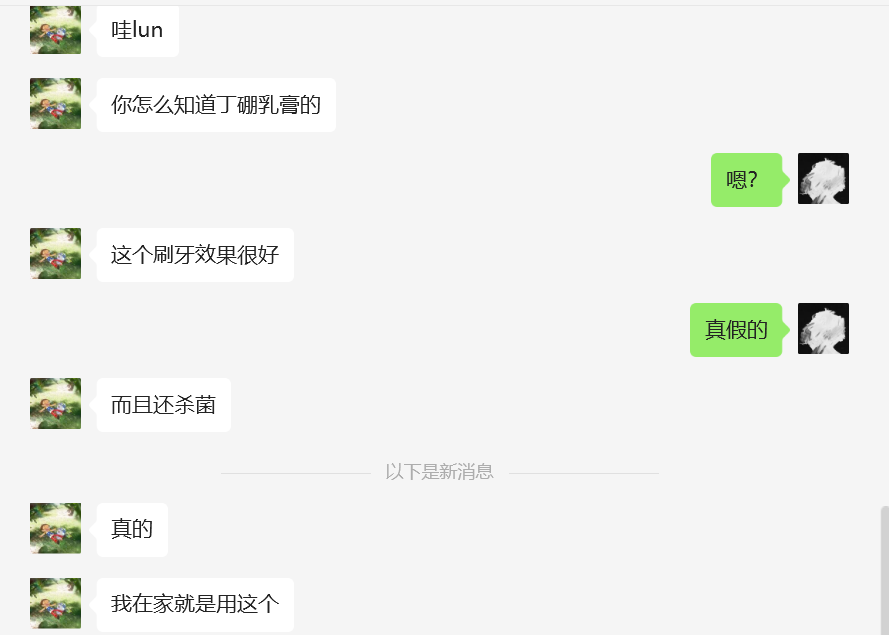 哇lun
你怎么知道丁硼乳膏的
嗯？
这个刷牙效果很好
真假的
而且还杀菌
以下是新消息
真的
我在家就是用这个